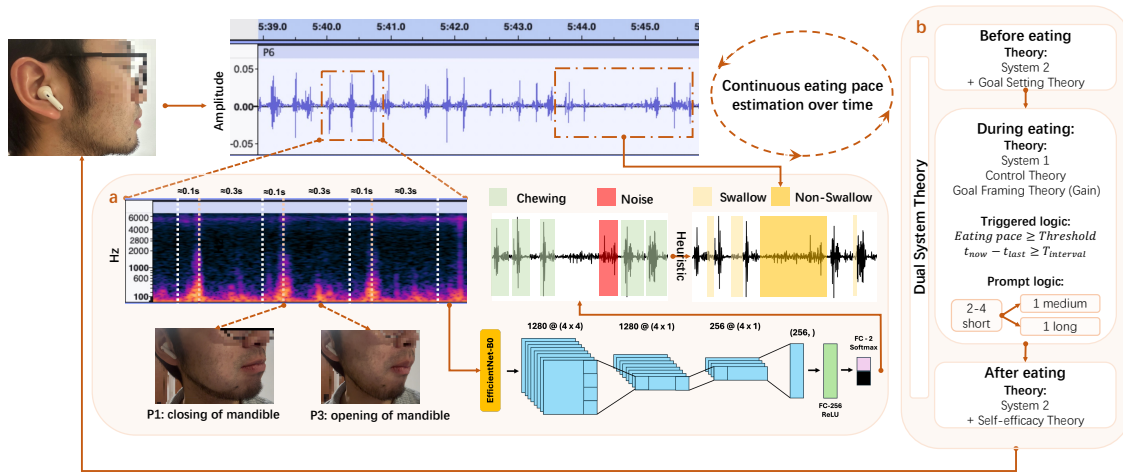 5:39.0 5:40.0 5:41.0 5:42.0 5:43.0 5:44.0 5:45.0
P6
Amplitude
0.05
0.00
-0.05
Continuous eating pace
estimation over time
a
≈0.1s ≈0.3s ≈0.1s ≈0.3s ≈0.1s ≈0.3s
Hz
6000
4000
2800
2000
1000
600
300
100
P1: closing of mandible
P3: opening of mandible
Chewing
Noise
Swallow
Non-Swallow
Heuristic
EfficientNet-B0
1280 @ (4 x 4)
1280 @ (4 x 1)
256 @ (4 x 1)
(256, )
FC-256
ReLU
FC - 2
Softmax
b
Dual System Theory
Before eating
Theory:
System 2
+ Goal Setting Theory
During eating:
Theory:
System 1
Control Theory
Goal Framing Theory (Gain)
Triggered logic:
Eating pace ≥ Threshold
t_now − t_last ≥ T_interval
Prompt logic:
2-4
short
1 medium
1 long
After eating
Theory:
System 2
+ Self-efficacy Theory